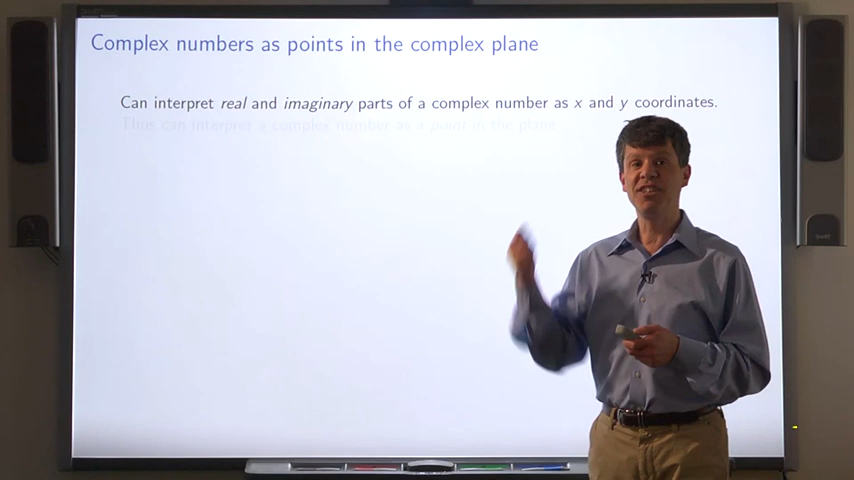 Complex numbers as points in the complex plane
Can interpret real and imaginary parts of a complex number as x and y coordinates.
Thus can interpret a complex number as a point in the plane